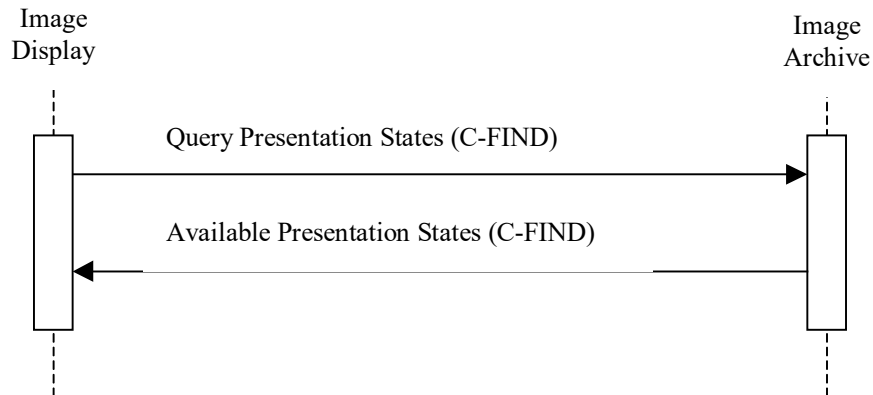 Image
Display
Image
Archive
Query Presentation States (C-FIND)
Available Presentation States (C-FIND)